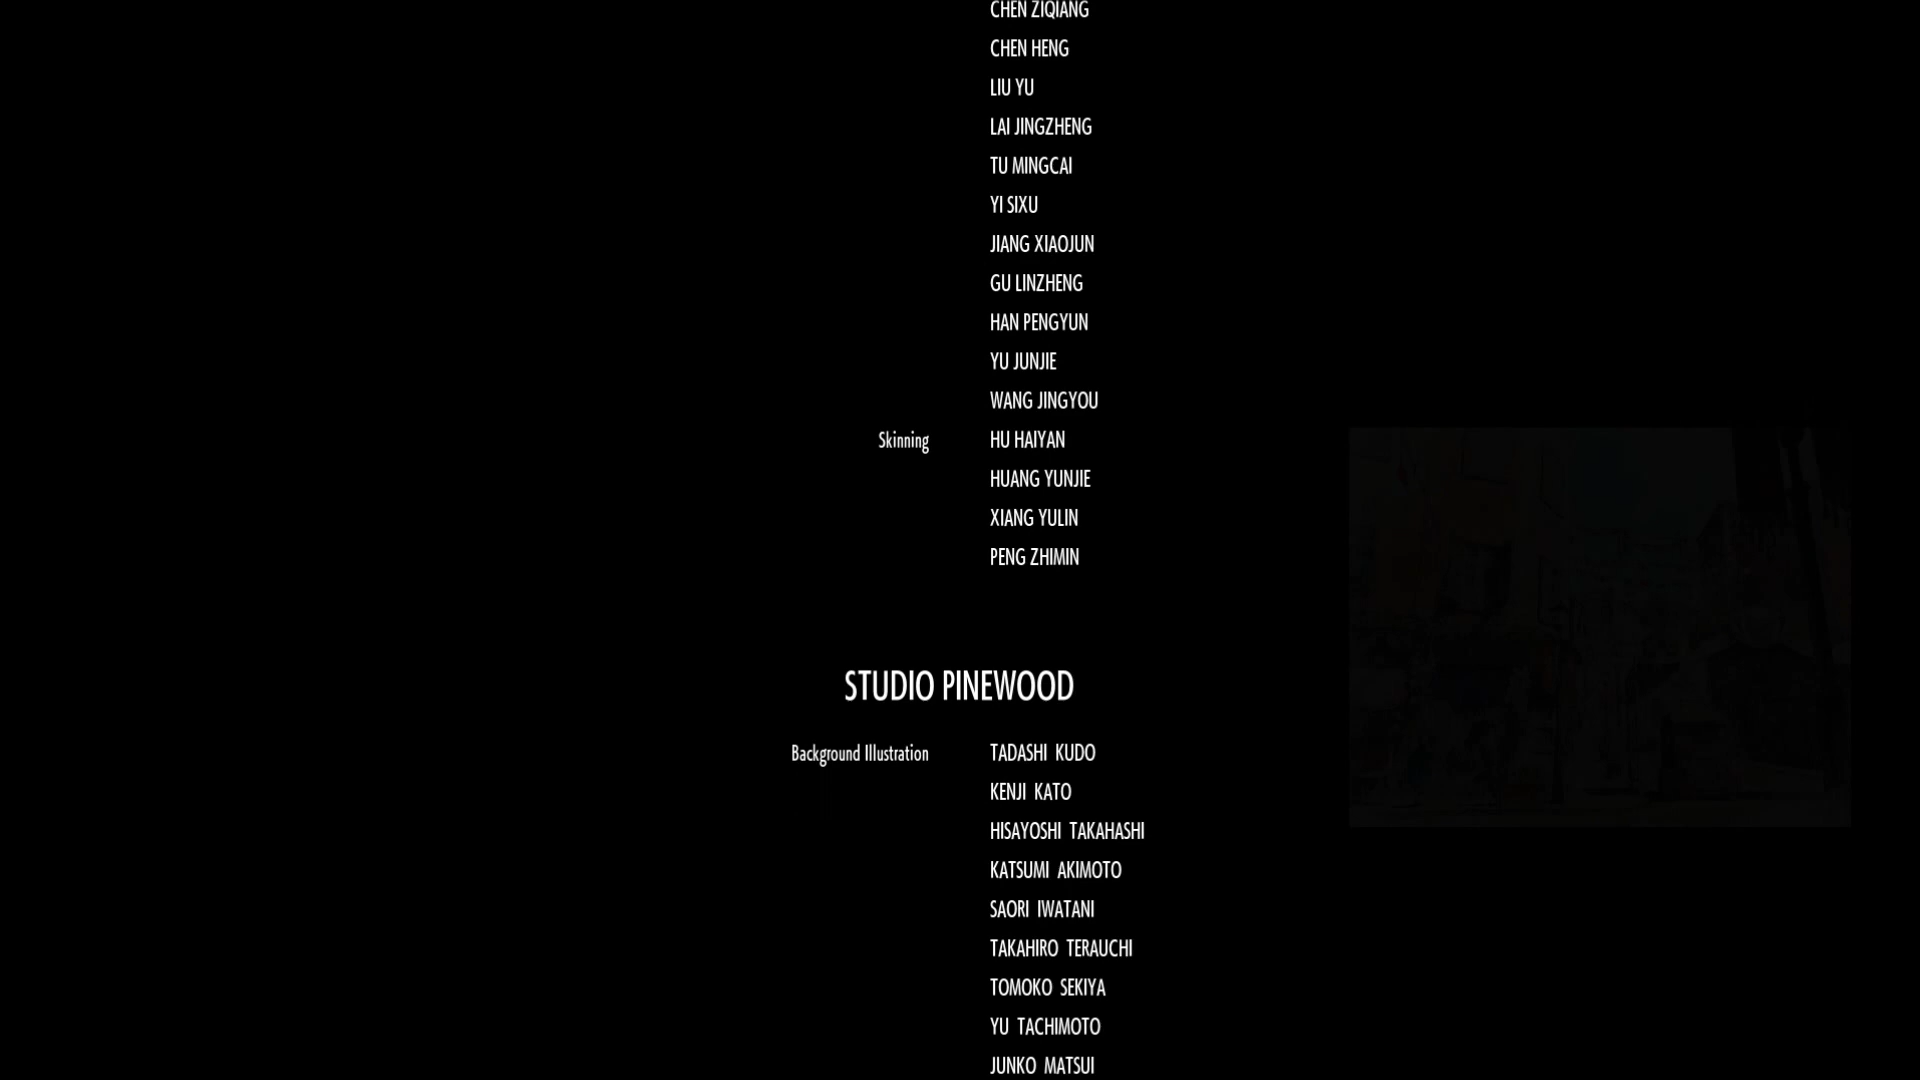 CHEN ZIQIANG
CHEN HENG
LIU YU
LAI JINGZHENG
TU MINGCAI
YI SIXU
JIANG XIAOJUN
GU LINZHENG
HAN PENGYUN
YU JUNJIE
WANG JINGYOU
Skinning HU HAIYAN
HUANG YUNJIE
XIANG YULIN
PENG ZHIMIN
STUDIO PINEWOOD
Background Illustration TADASHI KUDO
KENJI KATO
HISAYOSHI TAKAHASHI
KATSUMI AKIMOTO
SAORI IWATANI
TAKAHIRO TERAUCHI
TOMOKO SEKIYA
YU TACHIMOTO
JUNKO MATSUI